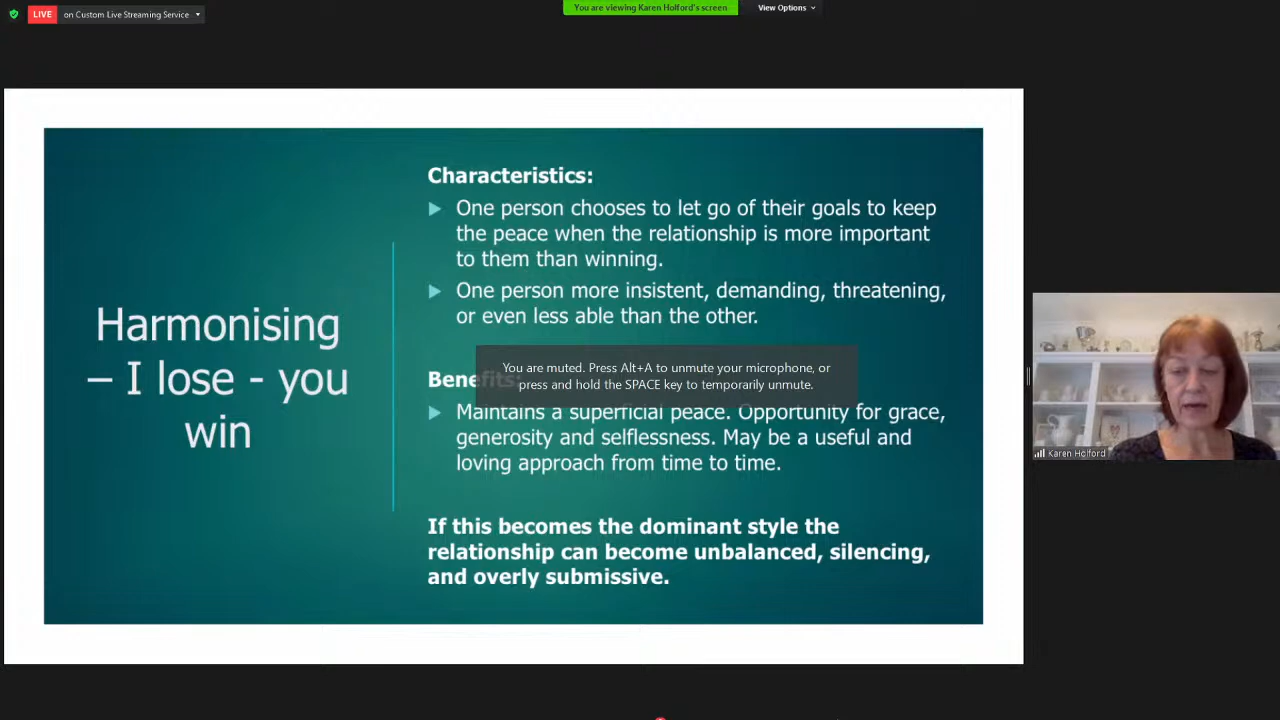 LIVE on Custom Live Streaming Service
You are viewing Karen Holford's screen
View Options
Harmonising
– I lose - you
win
Characteristics:
One person chooses to let go of their goals to keep
the peace when the relationship is more important
to them than winning.
One person more insistent, demanding, threatening,
or even less able than the other.
You are muted. Press Alt+A to unmute your microphone, or
press and hold the SPACE key to temporarily unmute.
Benefits:
Maintains a superficial peace. Opportunity for grace,
generosity and selflessness. May be a useful and
loving approach from time to time.
If this becomes the dominant style the
relationship can become unbalanced, silencing,
and overly submissive.
Karen Holford